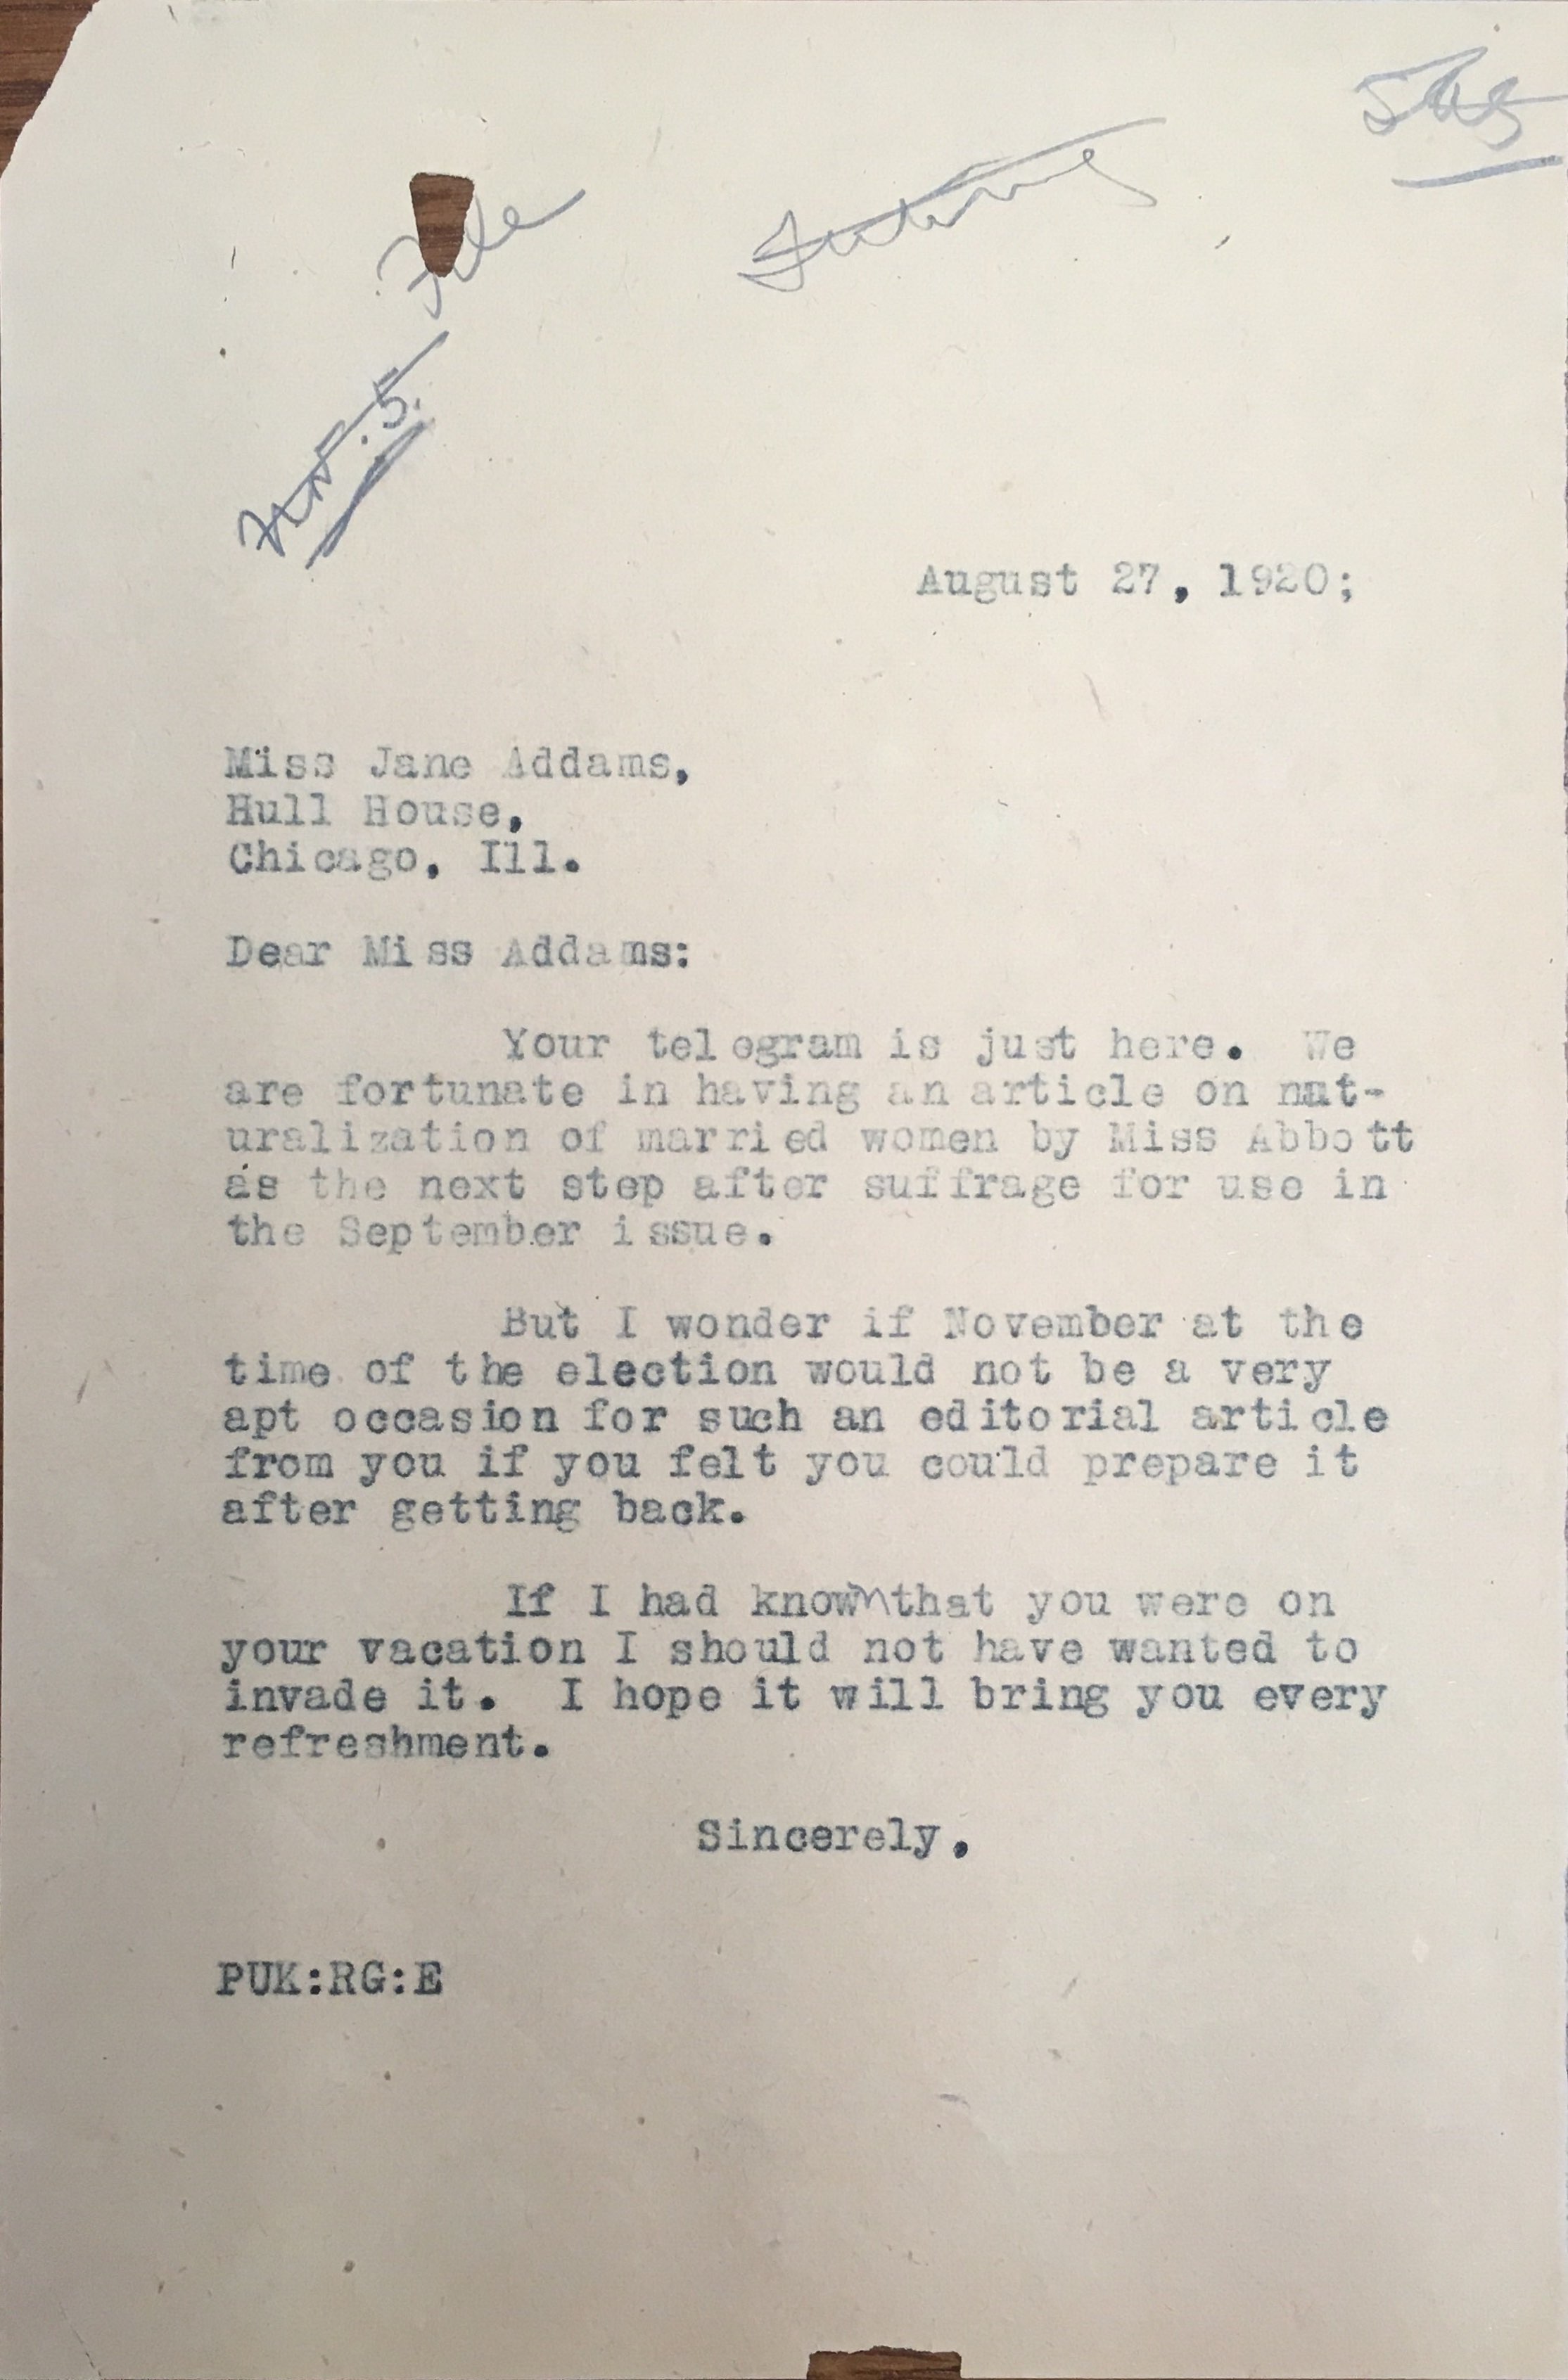 File
August 27, 1920;
Miss Jane Addams,
Hull House,
Chicago, Ill.
Dear Miss Addams:
Your telegram is just here. We
are fortunate in having an article on nut-
uralization of married women by Miss Abbott
as the next step after suffrage for use in
the September issue.
But I wonder if November at the
time of the election would not be a very
apt occasion for such an editorial article
from you if you felt you could prepare it
after getting back.
If I had known that you were on
your vacation I should not have wanted to
invade it. I hope it will bring you every
refreshment.
Sincerely,
PUK:RG:E